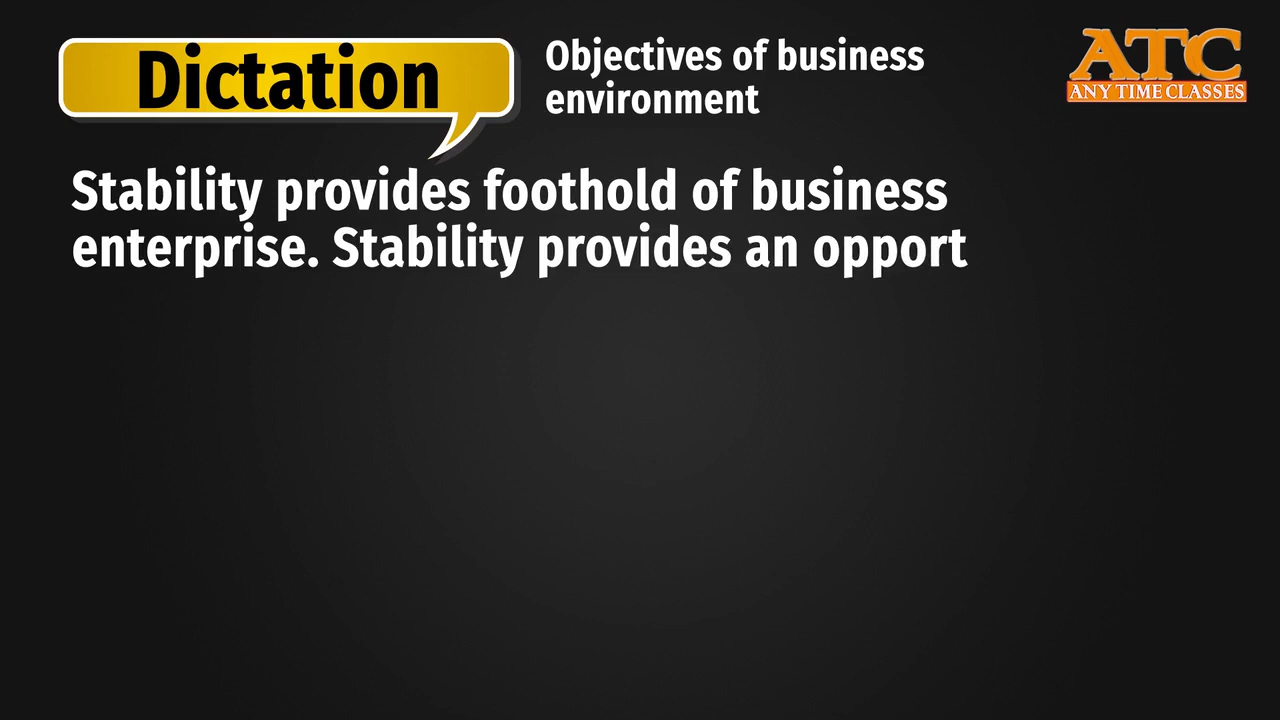 Dictation
Objectives of business
environment
ATC
ANY TIME CLASSES
Stability provides foothold of business
enterprise. Stability provides an opport